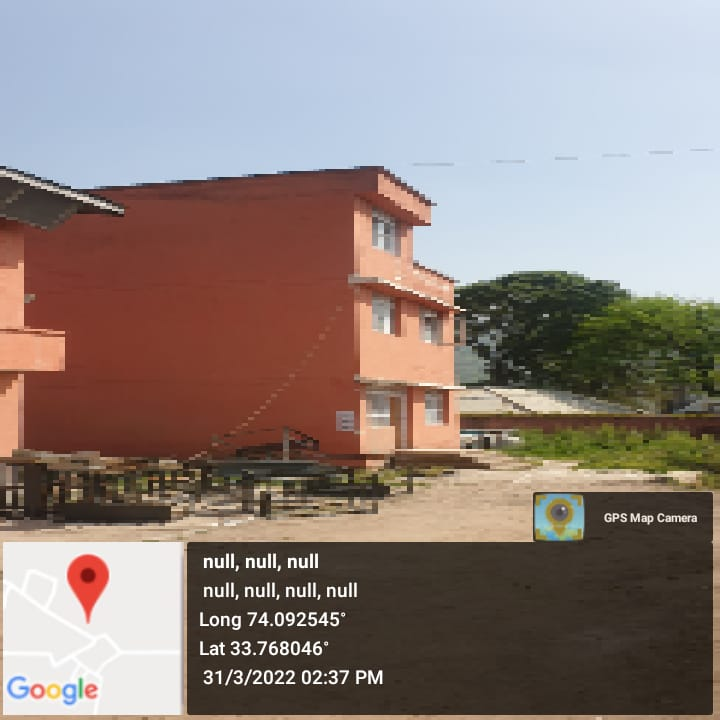 GPS Map Camera
null, null, null
null, null, null, null
Long 74.092545°
Lat 33.768046°
31/3/2022 02:37 PM
Google